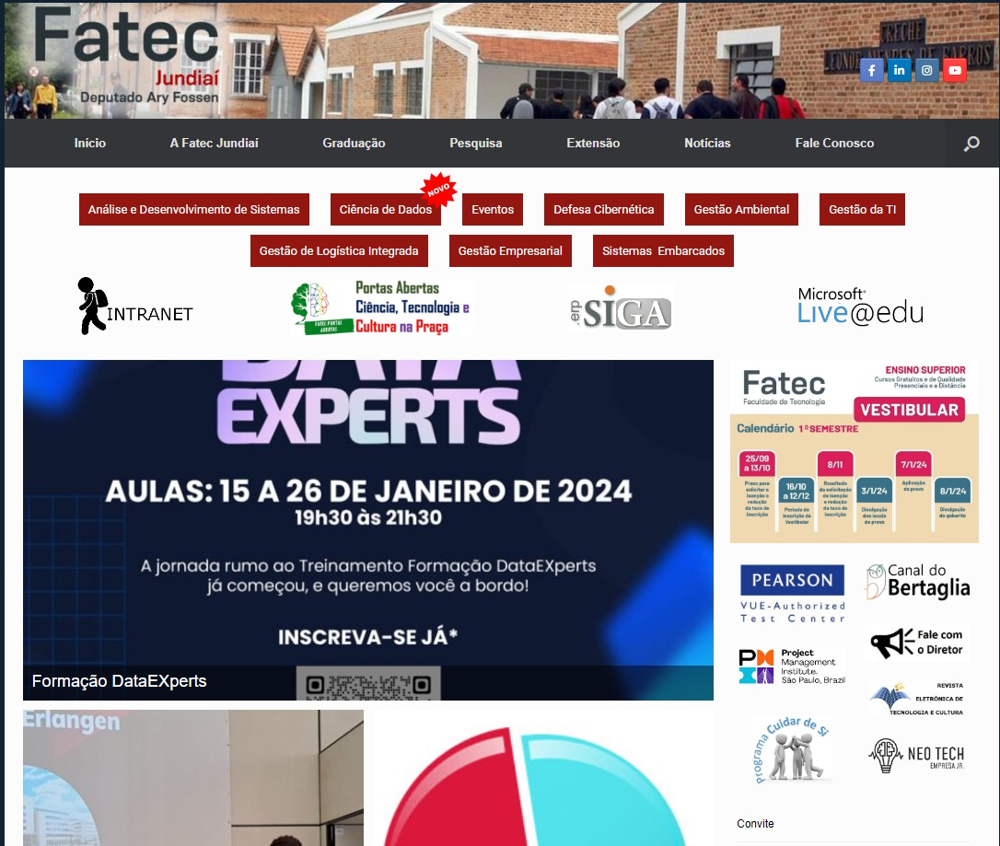 Fatec
Jundiaí
Deputado Ary Fossen
CRECHE
Início
A Fatec Jundiaí
Graduação
Pesquisa
Extensão
Notícias
Fale Conosco
NOVO
Análise e Desenvolvimento de Sistemas
Ciência de Dados
Eventos
Defesa Cibernética
Gestão Ambiental
Gestão da TI
Gestão de Logística Integrada
Gestão Empresarial
Sistemas Embarcados
INTRANET
FATEC PORTAS
ABERTAS
Portas Abertas
Ciência, Tecnologia e
Cultura na Praça
.erp SIGA
Microsoft®
Live@edu
DATA
EXPERTS
AULAS: 15 A 26 DE JANEIRO DE 2024
19h30 às 21h30
A jornada rumo ao Treinamento Formação DataEXperts
já começou, e queremos você a bordo!
INSCREVA-SE JÁ*
Formação DataEXperts
Erlangen
Fatec
Faculdade de Tecnologia
ENSINO SUPERIOR
Cursos Gratuitos e de Qualidade
Presenciais e a Distância
VESTIBULAR
Calendário 1º SEMESTRE
25/09
a 13/10
Prazo para
solicitar a
isenção e
redução
da taxa de
inscrição
16/10
a 12/12
Período de
inscrição do
Vestibular
8/11
Resultado
da solicitação
de isenção
e redução
da taxa de
inscrição
3/1/24
Divulgação
dos locais
da prova
7/1/24
Aplicação
da prova
8/1/24
Divulgação
do gabarito
PEARSON
VUE-Authorized
Test Center
Canal do
Bertaglia
Project
Management
Institute.
São Paulo, Brazil
Fale com
o Diretor
REVISTA
ELETRÔNICA DE
TECNOLOGIA E CULTURA
Programa Cuidar de Si
NEO TECH
EMPRESA JR.
Convite